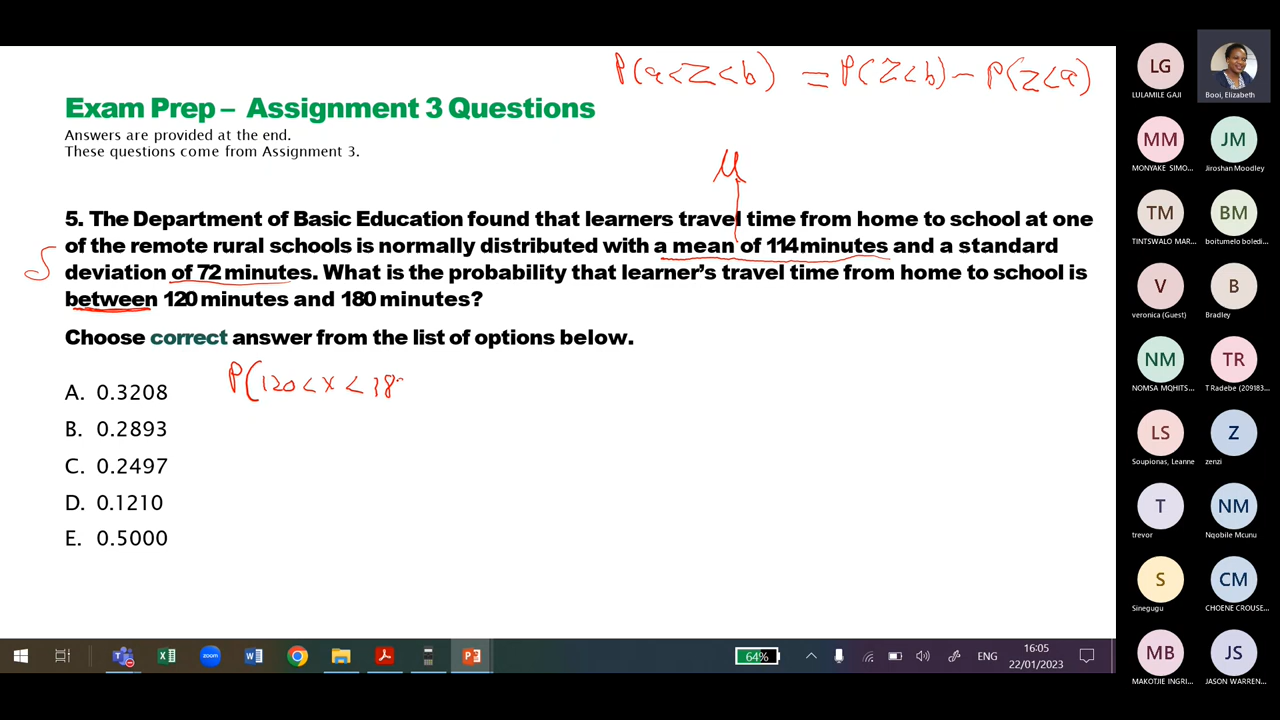 P(a<Z<b) = P(Z<b) - P(Z<a)
Exam Prep – Assignment 3 Questions
Answers are provided at the end.
These questions come from Assignment 3.
μ
5. The Department of Basic Education found that learners travel time from home to school at one
of the remote rural schools is normally distributed with a mean of 114 minutes and a standard
deviation of 72 minutes. What is the probability that learner's travel time from home to school is
between 120 minutes and 180 minutes?
Choose correct answer from the list of options below.
P(120<x<18
A. 0.3208
B. 0.2893
C. 0.2497
D. 0.1210
E. 0.5000
LG
LULAMILE GAJI
Booi, Elizabeth
MM
MONYAKE SIMO...
JM
Jiroshan Moodley
TM
TINTSWALO MAR...
BM
boitumelo boledi...
V
veronica (Guest)
B
Bradley
NM
NOMSA MQHITS...
TR
T Radebe (209183...
LS
Soupionas, Leanne
Z
zenzi
T
trevor
NM
Nqobile Mcunu
S
Sinegugu
CM
CHOENE CROUSE...
MB
MAKOTJIE INGRI...
JS
JASON WARREN...
zoom
64%
ENG
16:05
22/01/2023